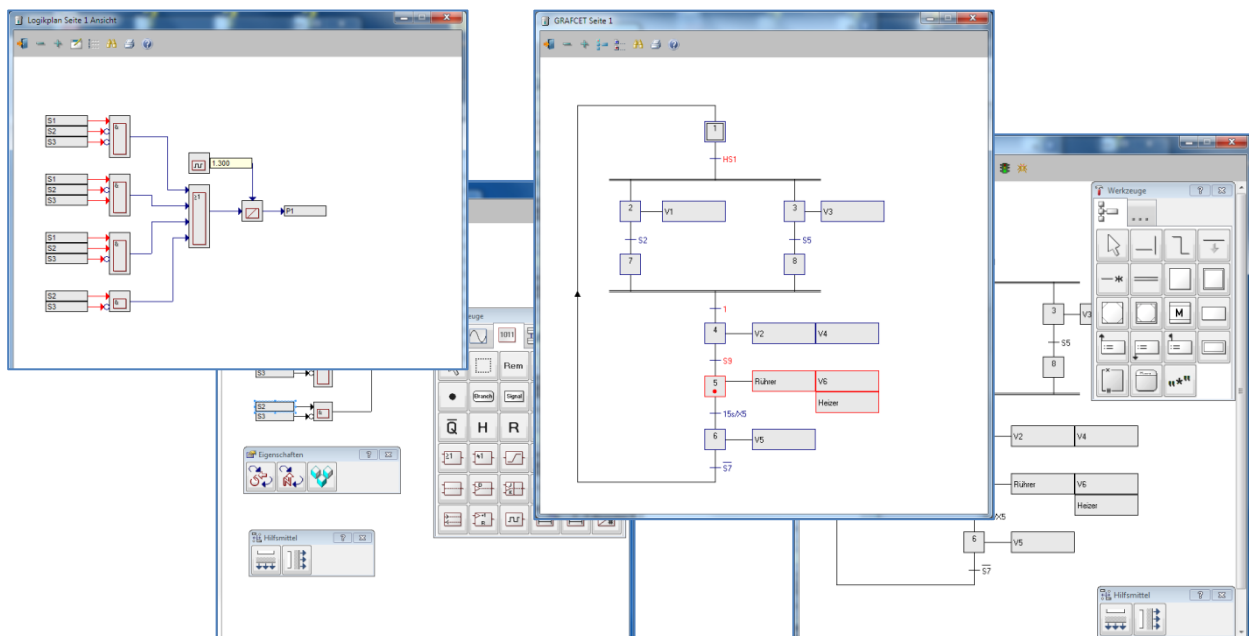 Logikplan Seite 1 Ansicht
S1
S2
S3
&
1.300
S1
S2
S3
&
≥1
P1
S1
S2
S3
&
S2
S3
&
GRAFCET Seite 1
1
HS1
2
V1
3
V3
S2
S5
7
8
1
4
V2
V4
S9
5
Rührer
V6
Heizer
15s/X5
6
V5
S7
S3
S2
S3
&
Eigenschaften
Hilfsmittel
1011
Rem
Branch
Signal
Q
H
R
≥1
Werkzeuge
M
"*"
3
S5
8
V2
V4
Rührer
V6
Heizer
6
V5
S7
Hilfsmittel